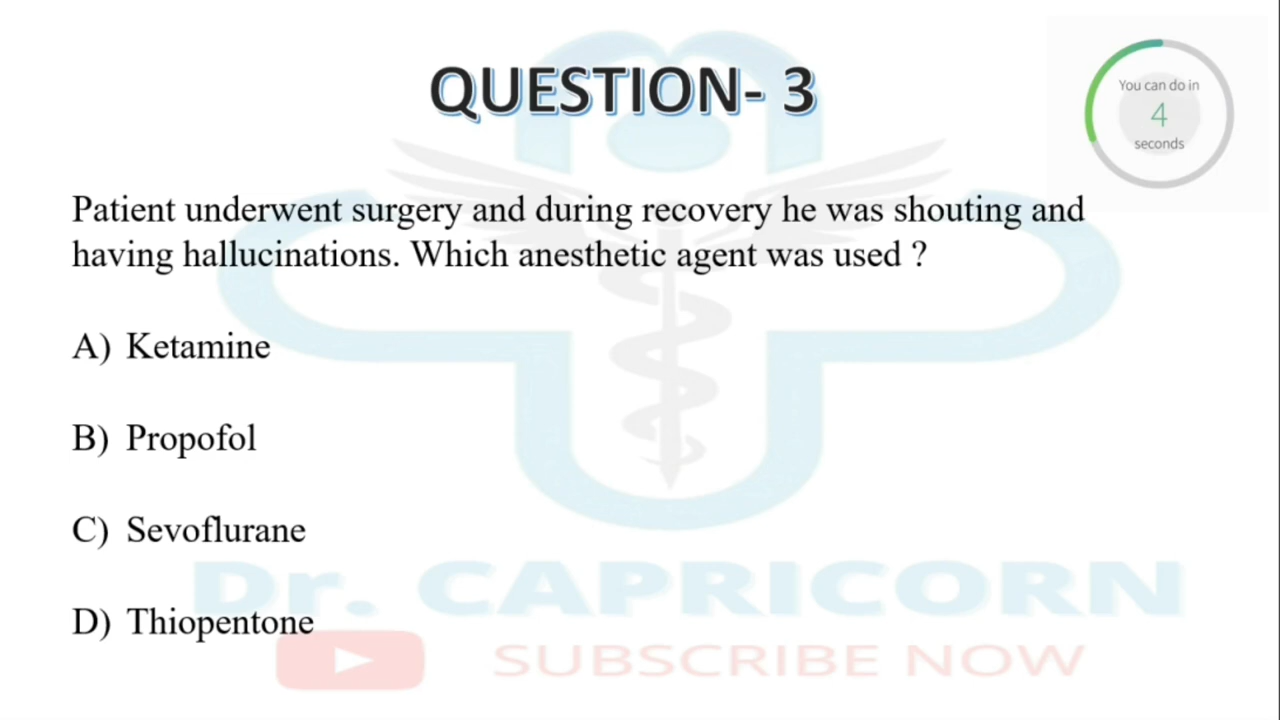 QUESTION- 3
You can do in
4
seconds
Patient underwent surgery and during recovery he was shouting and
having hallucinations. Which anesthetic agent was used ?
A) Ketamine
B) Propofol
C) Sevoflurane
D) Thiopentone
Dr. CAPRICORN
SUBSCRIBE NOW